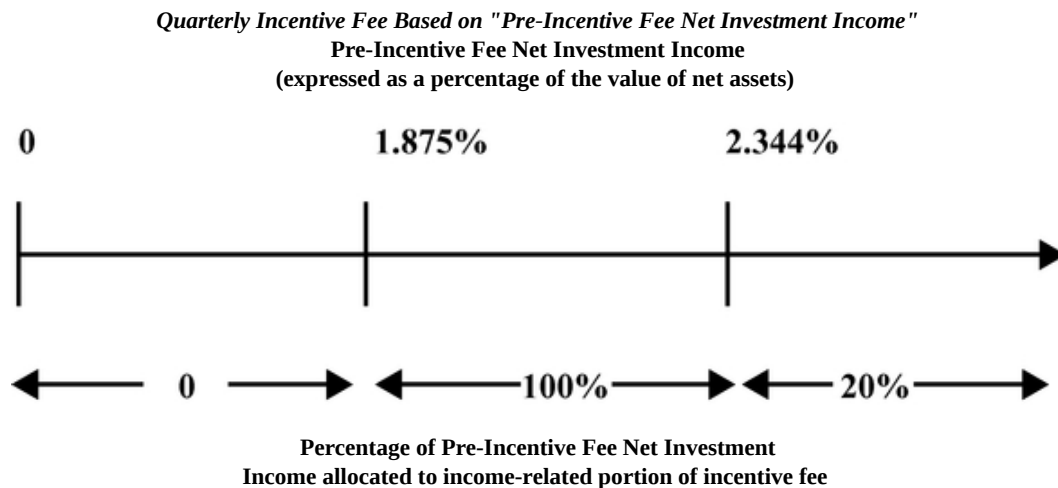 Quarterly Incentive Fee Based on "Pre-Incentive Fee Net Investment Income"
Pre-Incentive Fee Net Investment Income
(expressed as a percentage of the value of net assets)
0 1.875% 2.344%
0 100% 20%
Percentage of Pre-Incentive Fee Net Investment
Income allocated to income-related portion of incentive fee